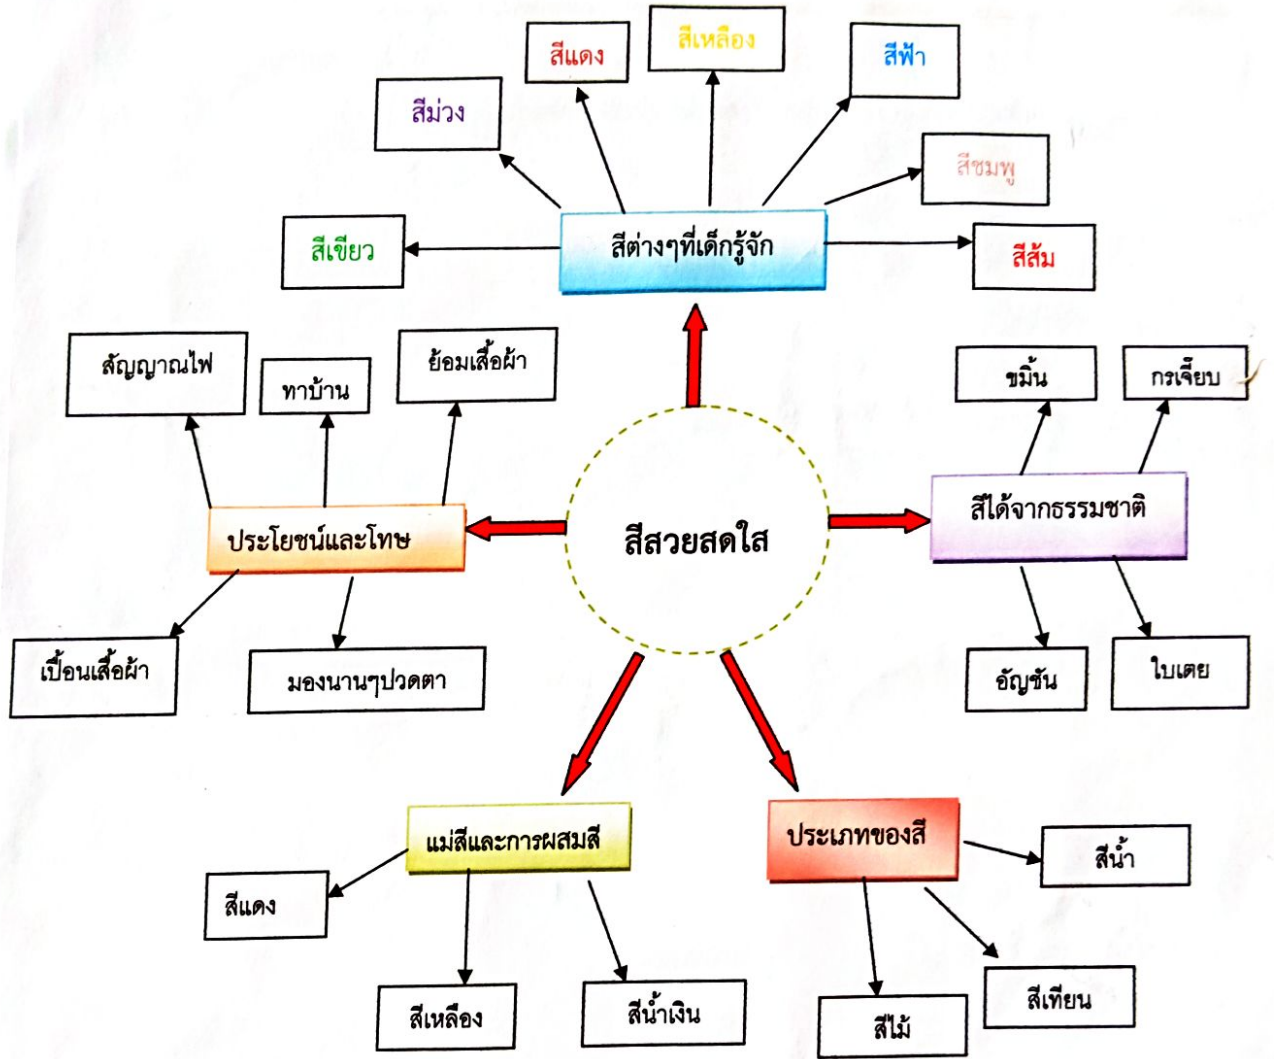 สีเหลือง
สีแดง
สีฟ้า
สีม่วง
สีชมพู
สีเขียว
สีต่างๆที่เด็กรู้จัก
สีส้ม
สัญญาณไฟ
ทาบ้าน
ย้อมเสื้อผ้า
ขมิ้น
กรเจี๊ยบ
ประโยชน์และโทษ
สีสวยสดใส
สีได้จากธรรมชาติ
เปื้อนเสื้อผ้า
มองนานๆปวดตา
อัญชัน
ใบเตย
แม่สีและการผสมสี
ประเภทของสี
สีแดง
สีเหลือง
สีน้ำเงิน
สีน้ำ
สีไม้
สีเทียน